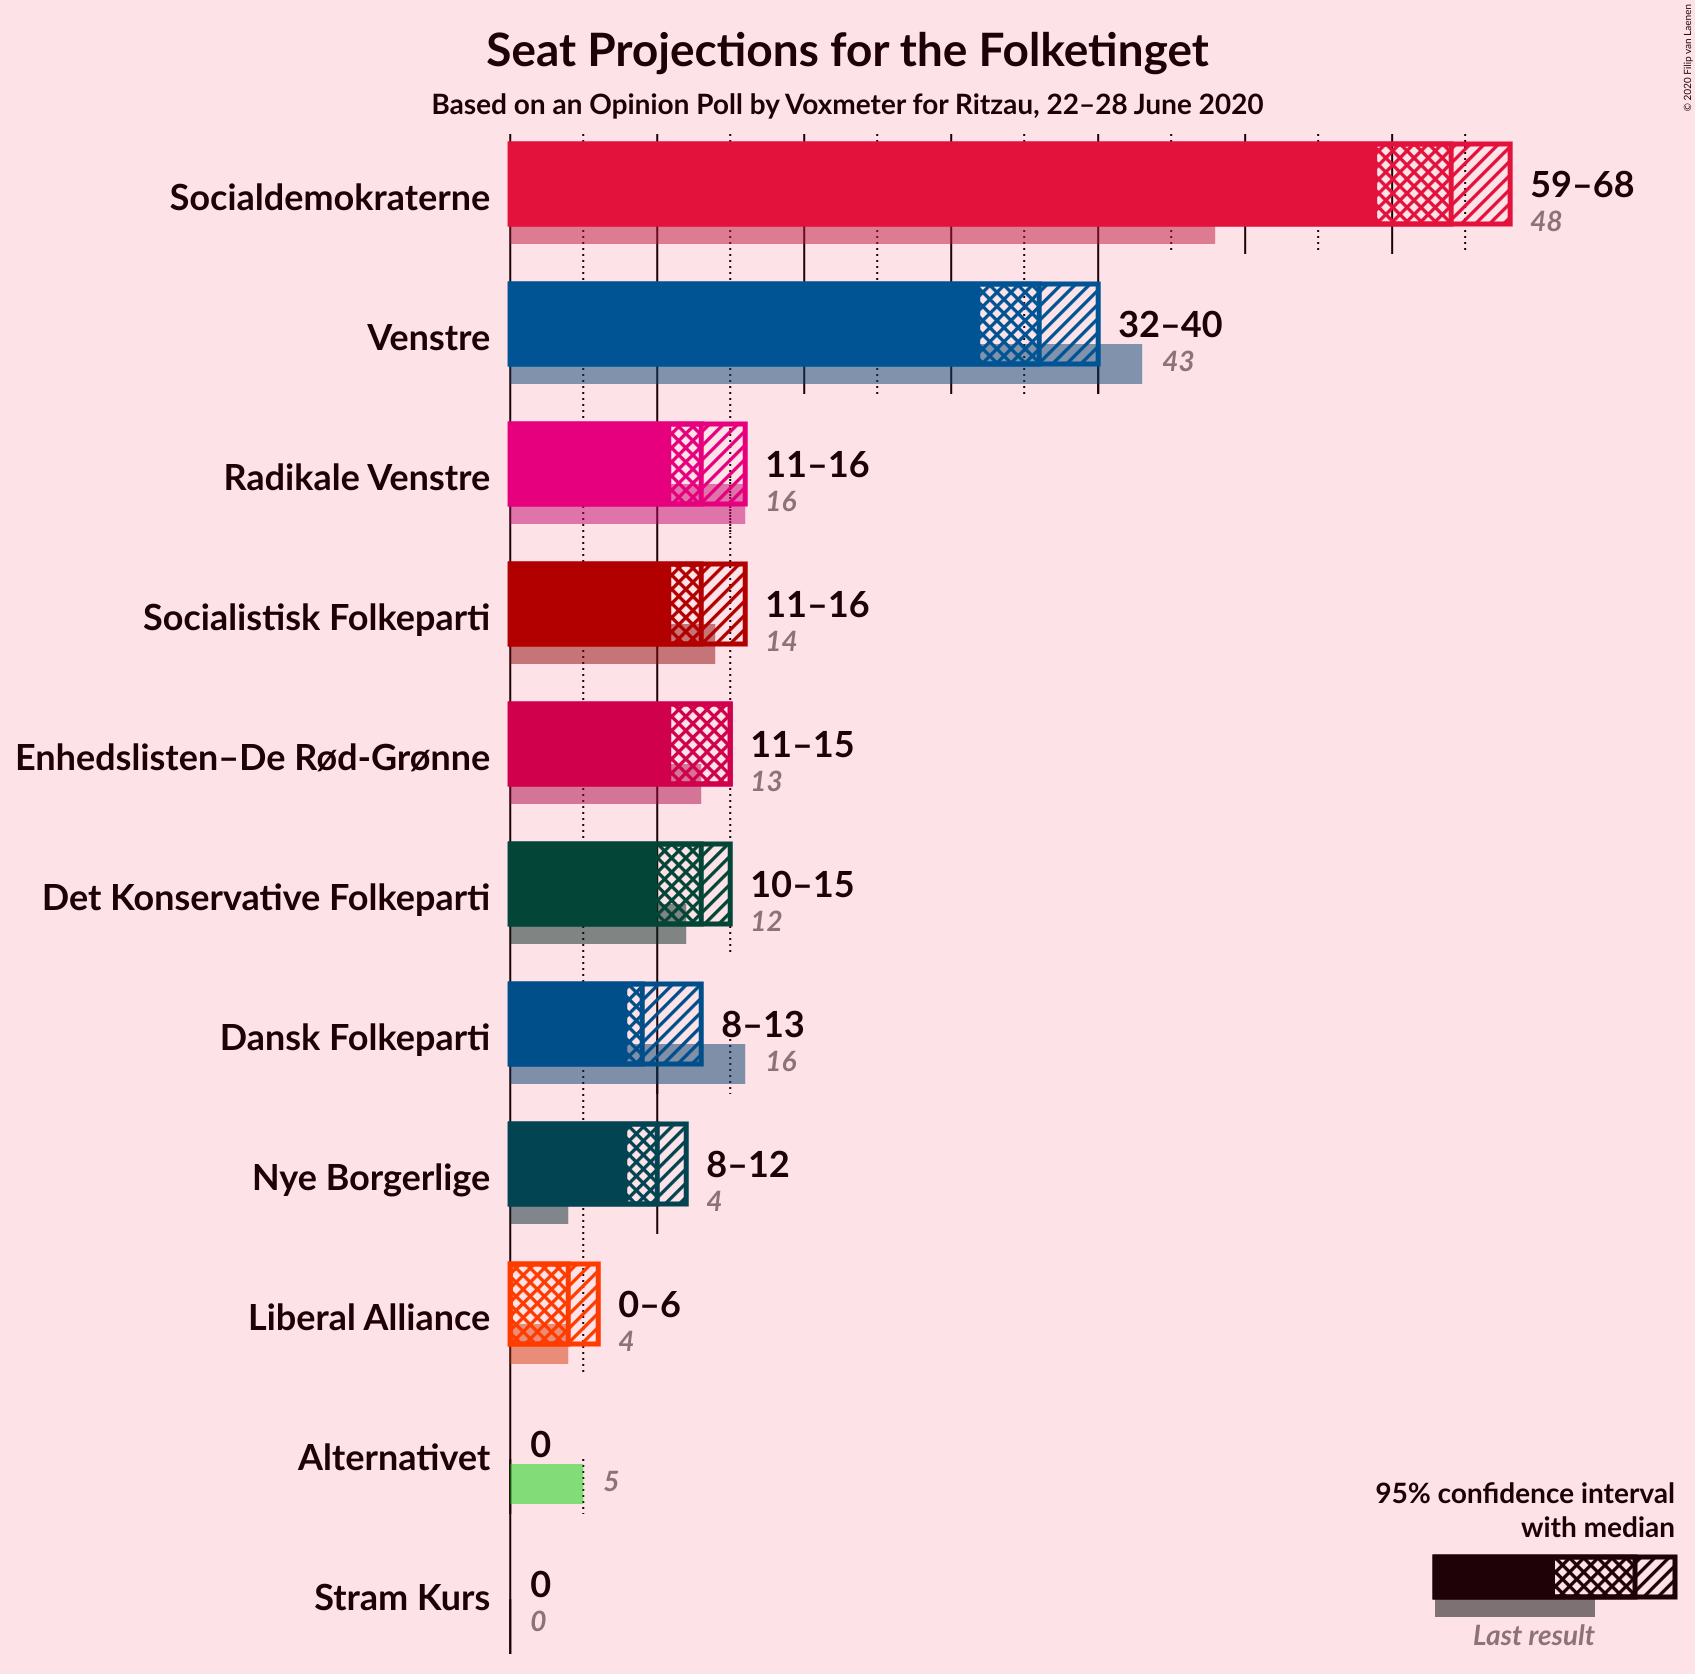 Seat Projections for the Folketinget
Based on an Opinion Poll by Voxmeter for Ritzau, 22–28 June 2020
© 2020 Filip van Laenen
Socialdemokraterne
59–68
48
Venstre
32–40
43
Radikale Venstre
11–16
16
Socialistisk Folkeparti
11–16
14
Enhedslisten–De Rød-Grønne
11–15
13
Det Konservative Folkeparti
10–15
12
Dansk Folkeparti
8–13
16
Nye Borgerlige
8–12
4
Liberal Alliance
0–6
4
Alternativet
0
5
Stram Kurs
0
0
95% confidence interval
with median
Last result